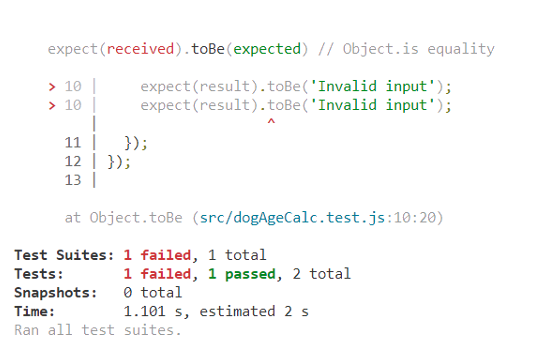 expect(received).toBe(expected) // Object.is equality
> 10 |     expect(result).toBe('Invalid input');
> 10 |     expect(result).toBe('Invalid input');
     |                    ^
  11 |   });
  12 | });
  13 |
at Object.toBe (src/dogAgeCalc.test.js:10:20)
Test Suites: 1 failed, 1 total
Tests:       1 failed, 1 passed, 2 total
Snapshots:   0 total
Time:        1.101 s, estimated 2 s
Ran all test suites.